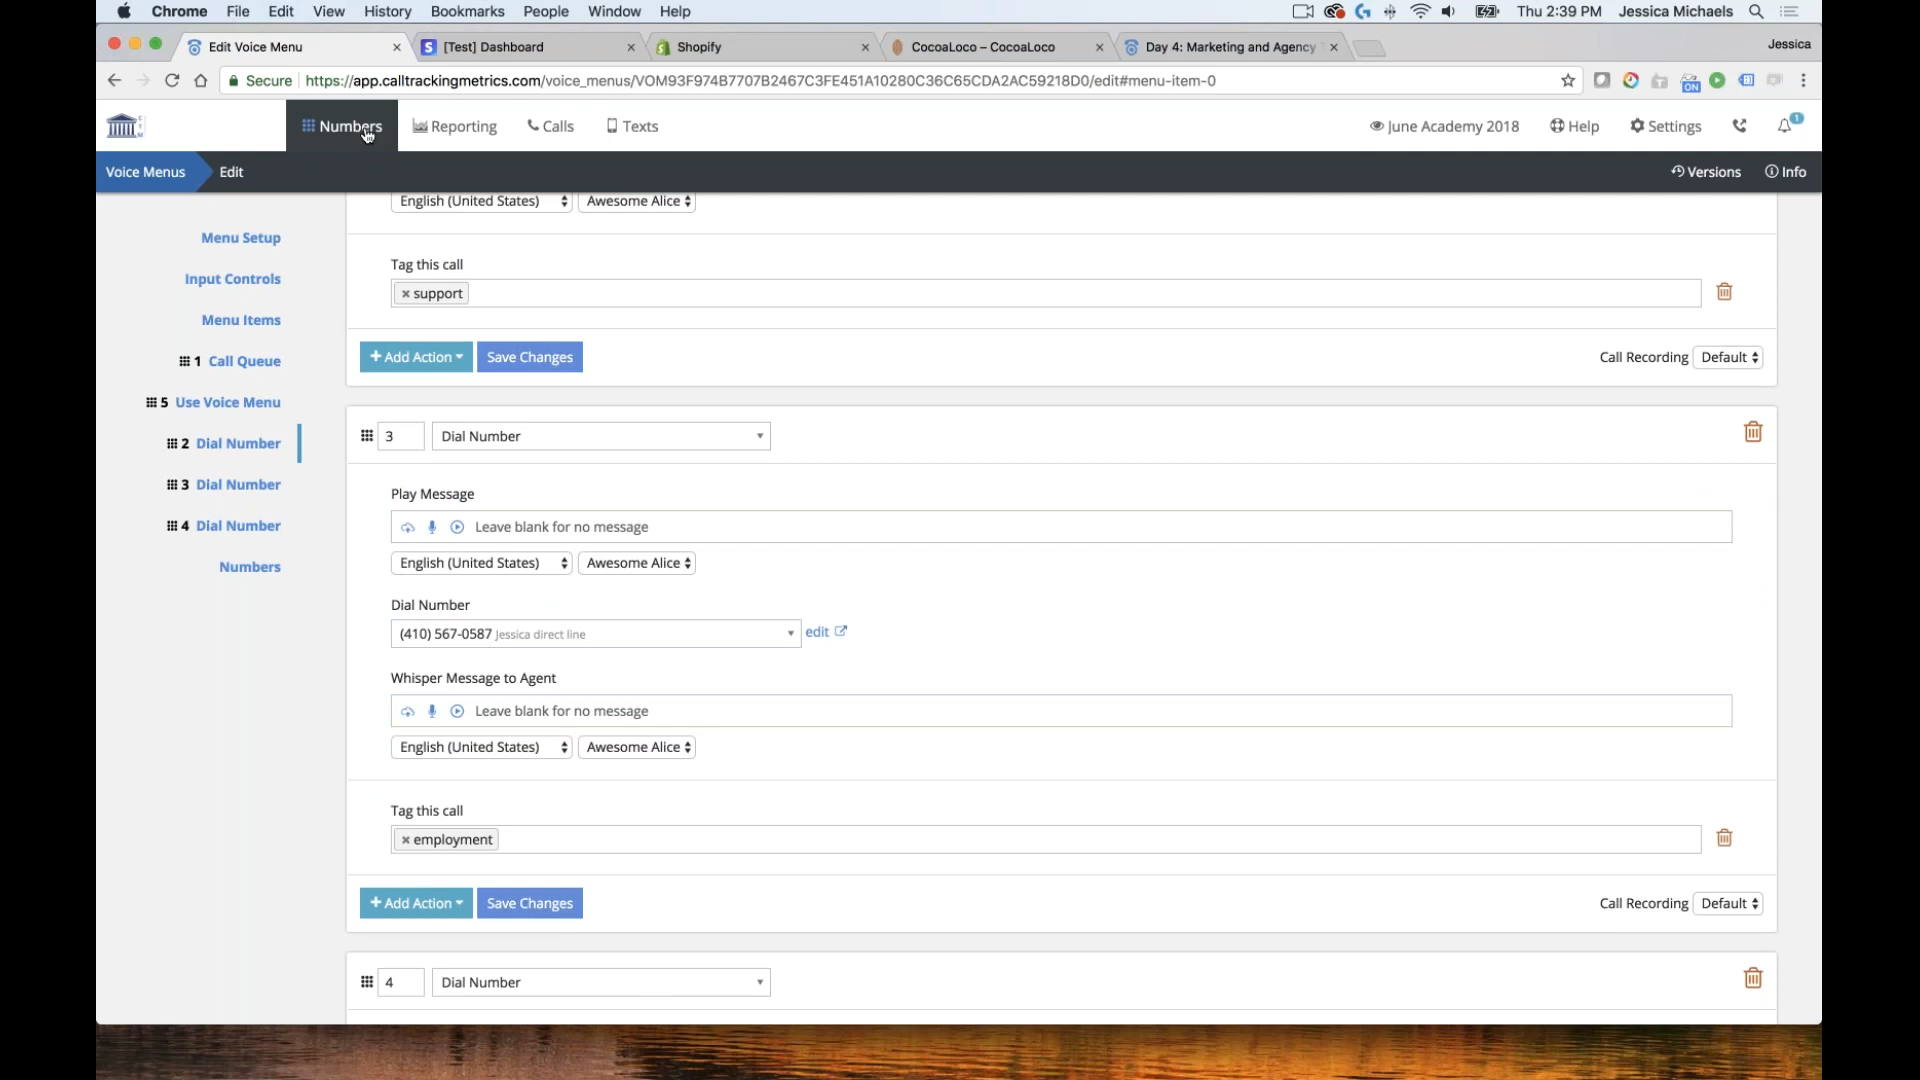 Chrome File Edit View History Bookmarks People Window Help Thu 2:39 PM Jessica Michaels
Edit Voice Menu [Test] Dashboard Shopify CocoaLoco – CocoaLoco Day 4: Marketing and Agency Jessica
Secure https://app.calltrackingmetrics.com/voice_menus/VOM93F974B7707B2467C3FE451A10280C36C65CDA2AC59218D0/edit#menu-item-0 ON
Numbers Reporting Calls Texts June Academy 2018 Help Settings 1
Voice Menus Edit Versions Info
Menu Setup
Input Controls
Menu Items
1 Call Queue
5 Use Voice Menu
2 Dial Number
3 Dial Number
4 Dial Number
Numbers
English (United States) Awesome Alice
Tag this call
× support
+ Add Action Save Changes Call Recording Default
3 Dial Number
Play Message
Leave blank for no message
English (United States) Awesome Alice
Dial Number
(410) 567-0587 Jessica direct line edit
Whisper Message to Agent
Leave blank for no message
English (United States) Awesome Alice
Tag this call
× employment
+ Add Action Save Changes Call Recording Default
4 Dial Number